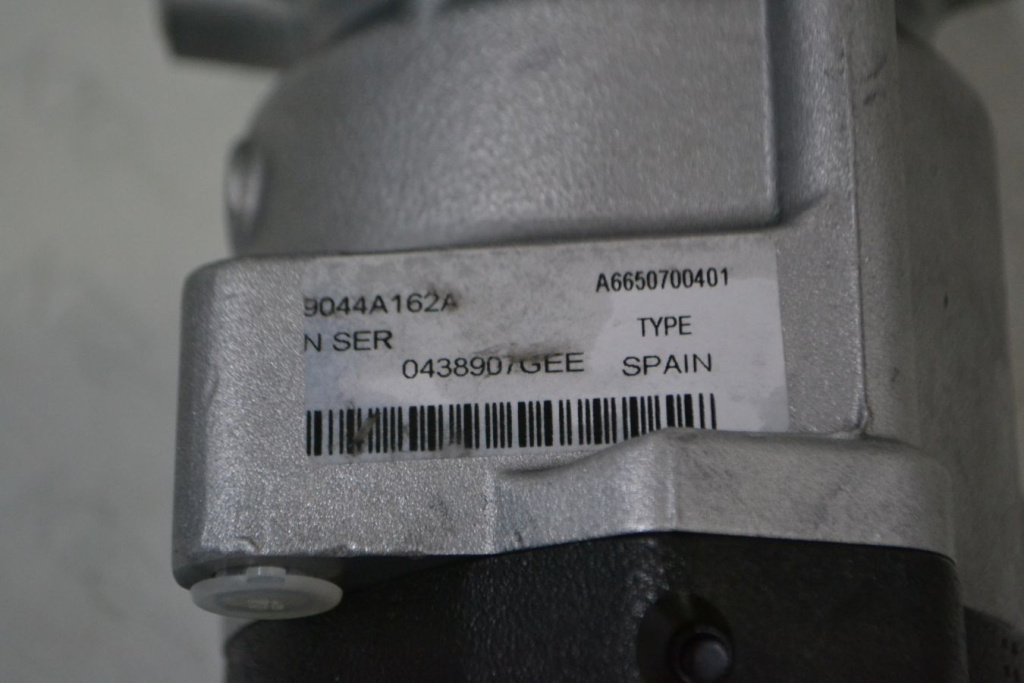 9044A162A A6650700401
N SER TYPE
0438907GEE SPAIN